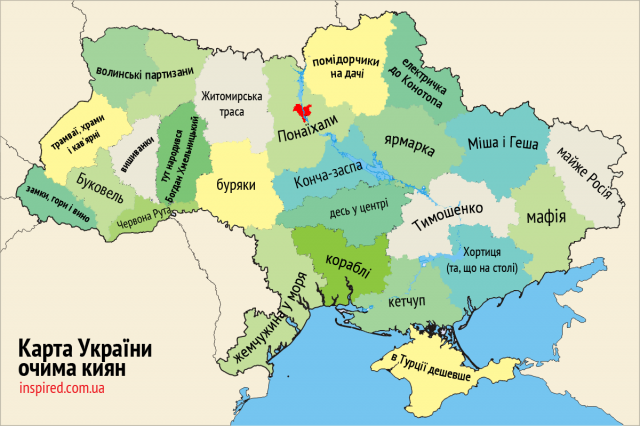 волинські партизани
Житомирська
траса
помідорчики
на дачі
електричка
до Конотопа
трамваї, храми
і кав'ярні
вишиванки
тут народився
Богдан Хмельницький
Понаїхали
ярмарка
Міша і Геша
майже Росія
Буковель
буряки
Конча-заспа
замки, гори і вино
Червона Рута
десь у центрі
Тимошенко
мафія
кораблі
Хортиця
(та, що на столі)
жемчужина у моря
кетчуп
в Турції дешевше
Карта України
очима киян
inspired.com.ua